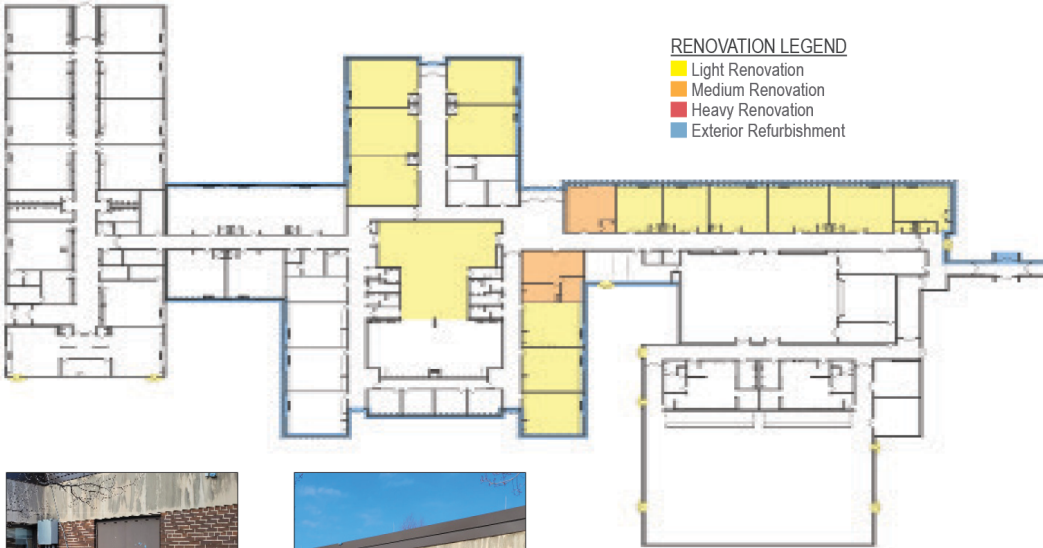 RENOVATION LEGEND
Light Renovation
Medium Renovation
Heavy Renovation
Exterior Refurbishment